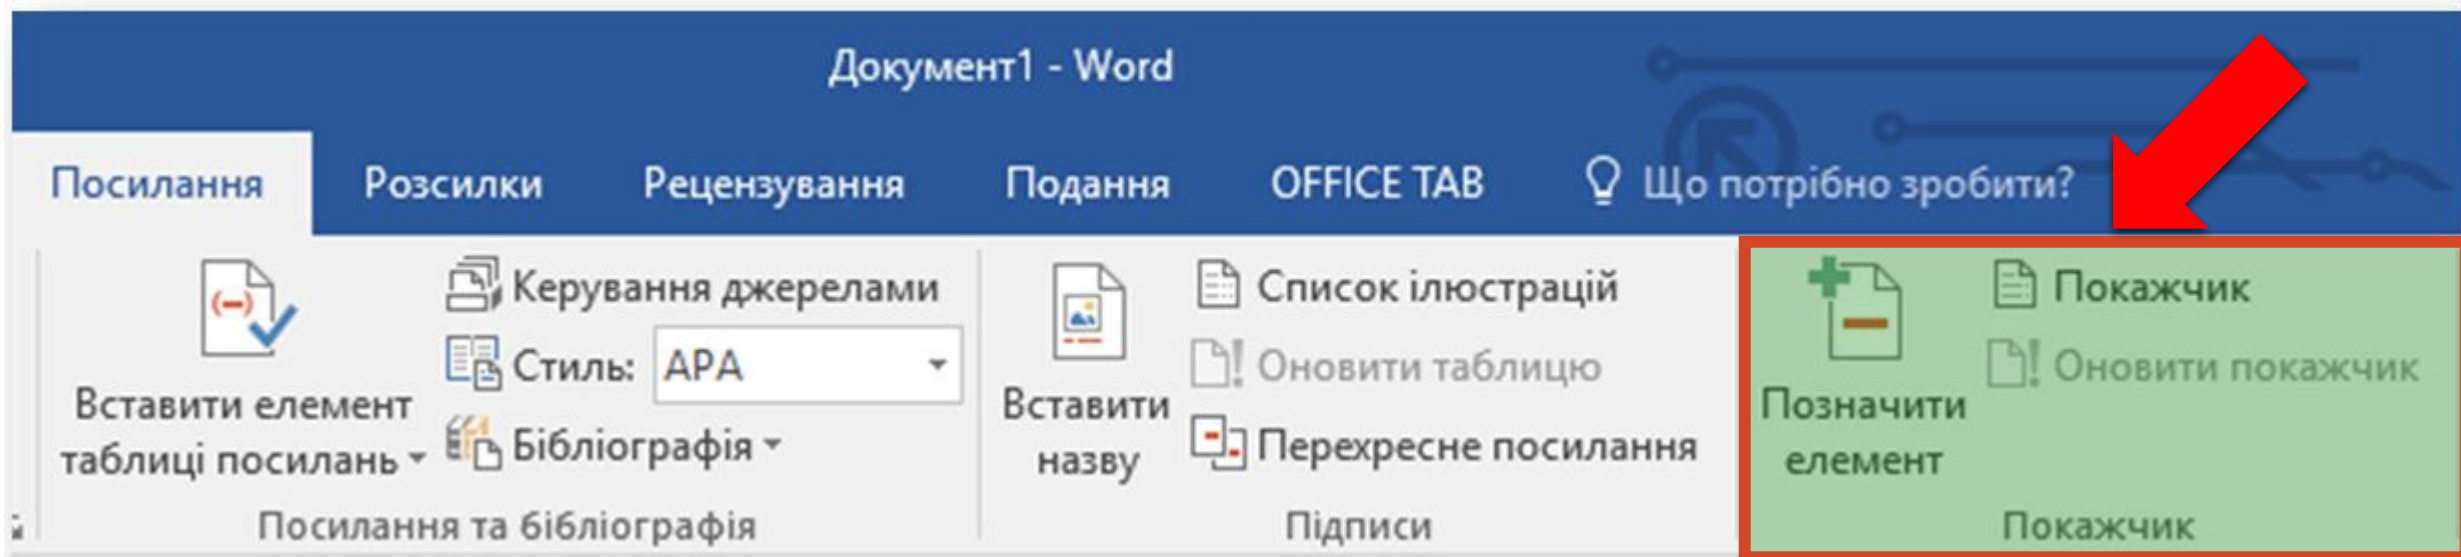 Документ1 - Word
Посилання Розсилки Рецензування Подання OFFICE TAB Що потрібно зробити?
Вставити елемент
таблиці посилань
Керування джерелами
Стиль: APA
Бібліографія
Посилання та бібліографія
Вставити
назву
Список ілюстрацій
Оновити таблицю
Перехресне посилання
Підписи
Позначити
елемент
Покажчик
Оновити покажчик
Покажчик